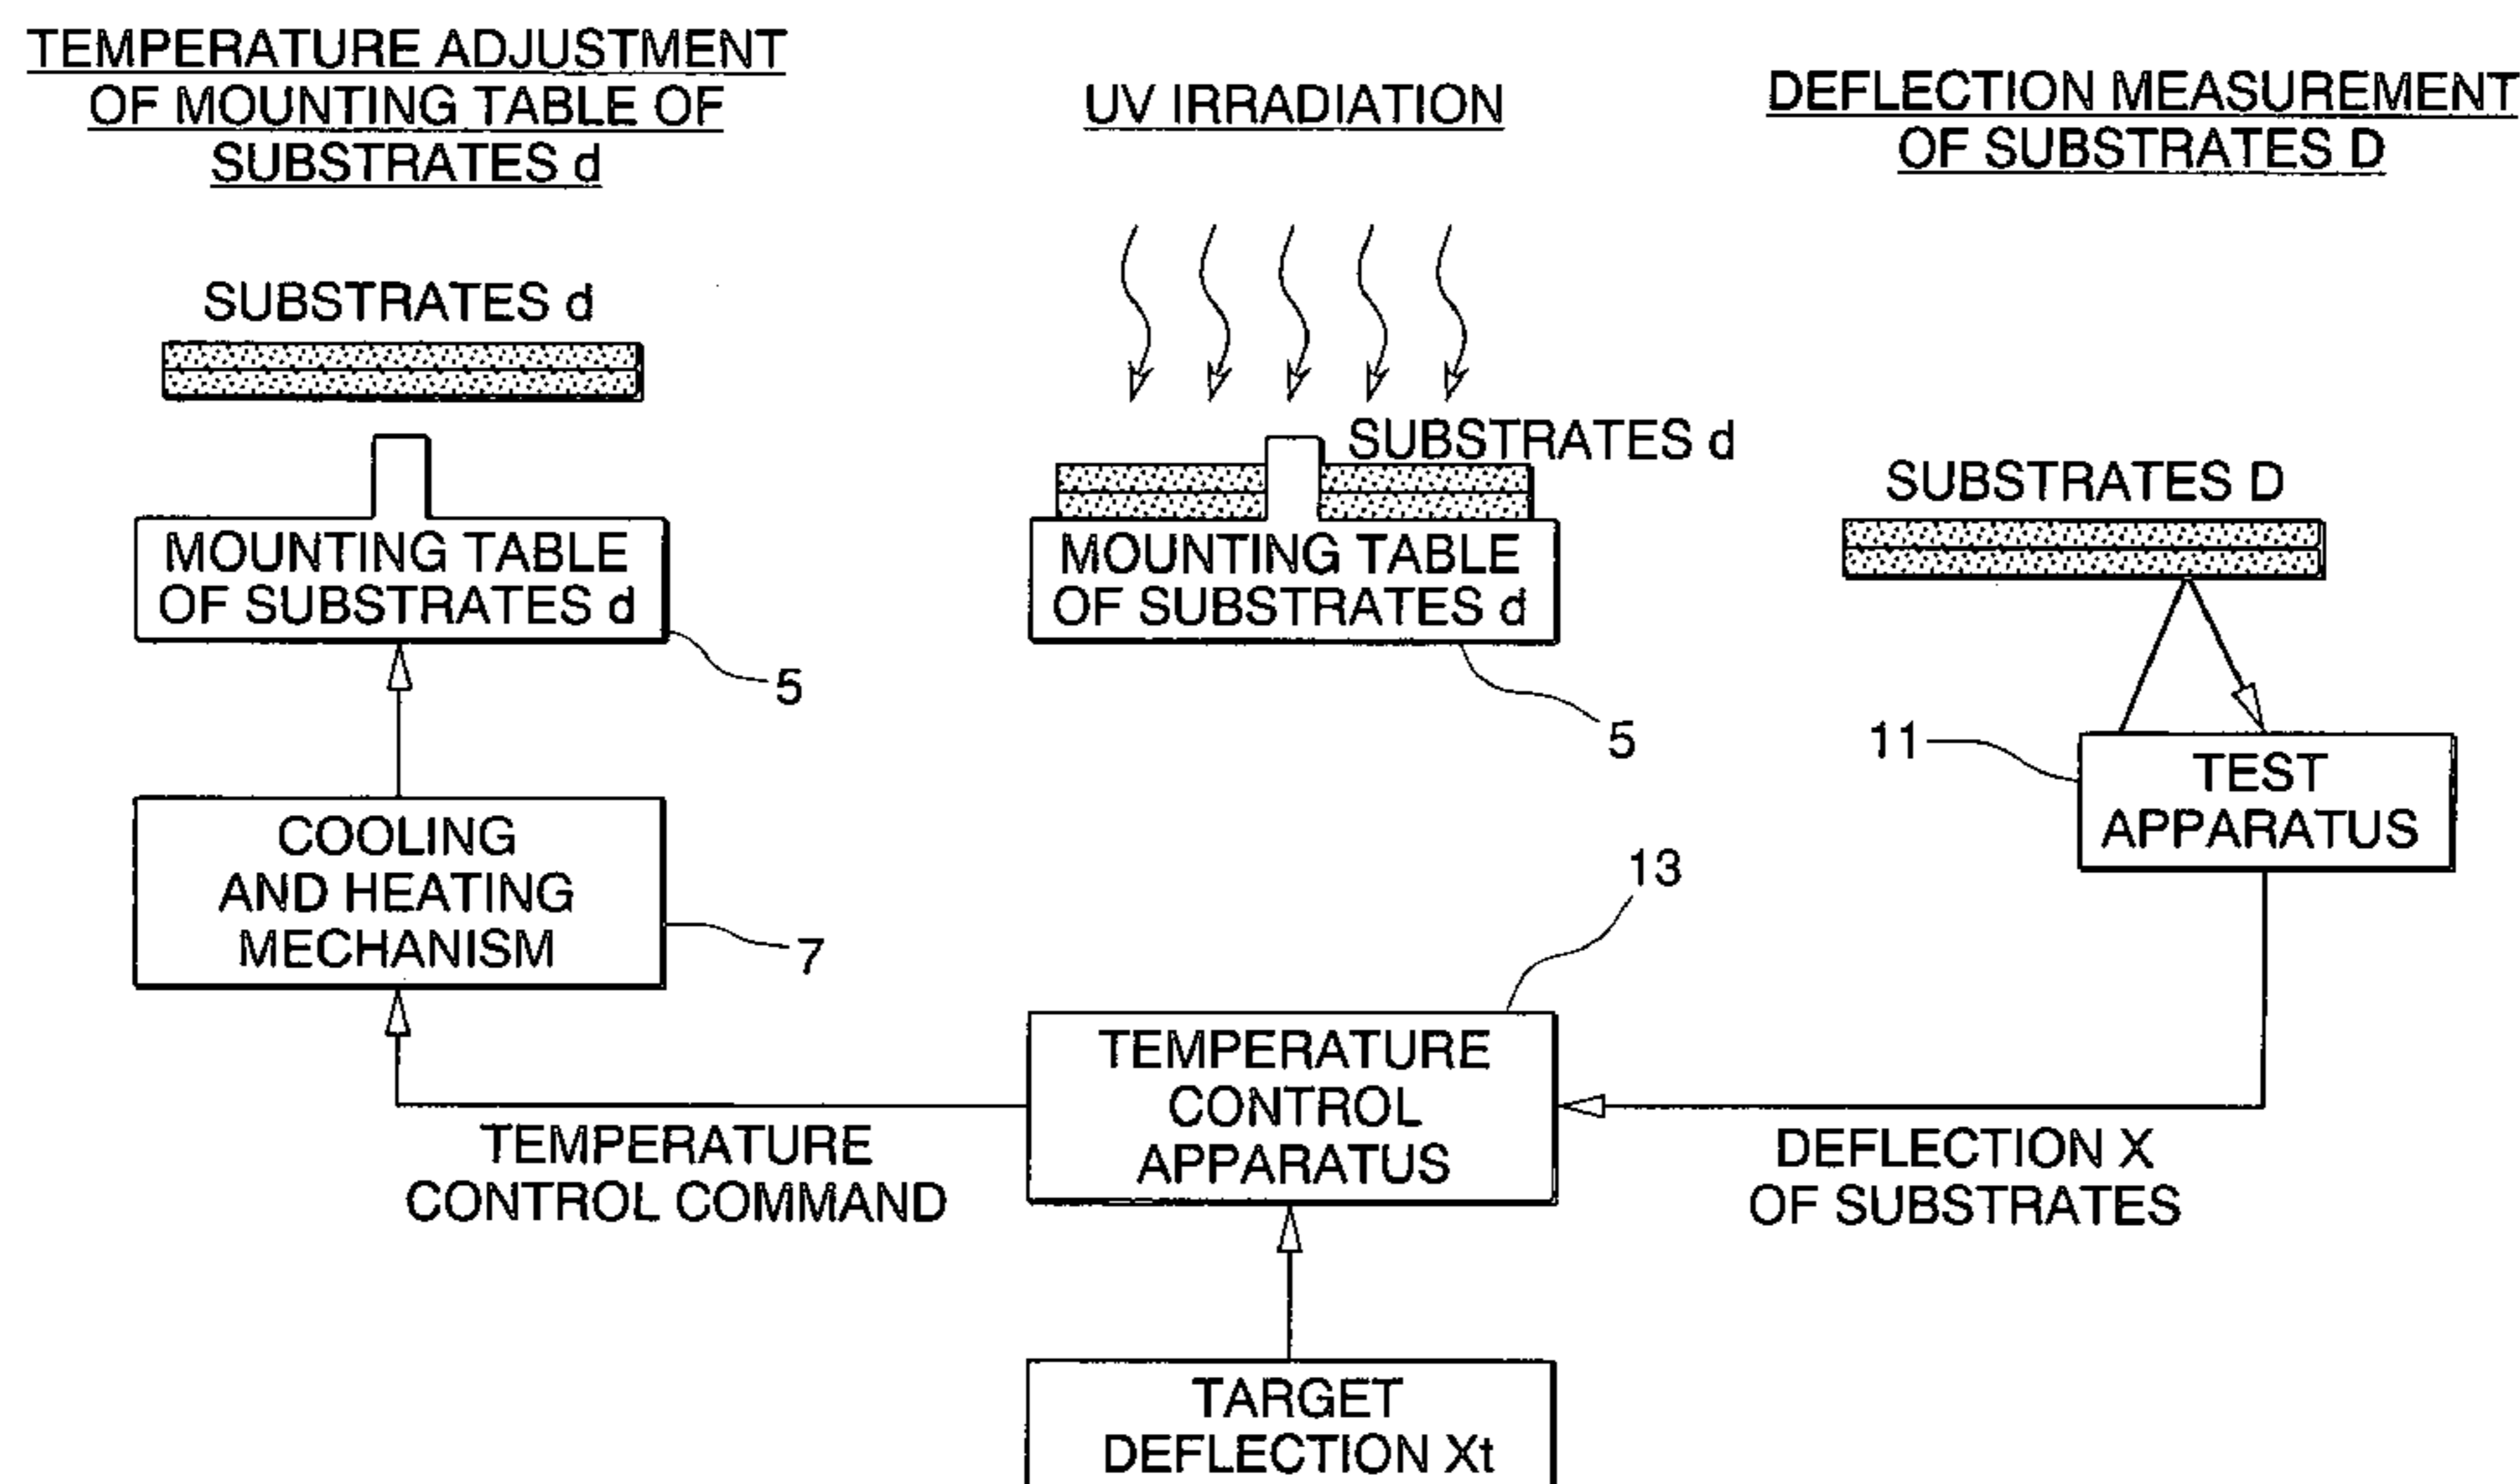 TEMPERATURE ADJUSTMENT
OF MOUNTING TABLE OF
SUBSTRATES d
UV IRRADIATION
DEFLECTION MEASUREMENT
OF SUBSTRATES D
SUBSTRATES d
SUBSTRATES d
SUBSTRATES D
MOUNTING TABLE
OF SUBSTRATES d
5
MOUNTING TABLE
OF SUBSTRATES d
5
11
TEST
APPARATUS
COOLING
AND HEATING
MECHANISM
7
13
TEMPERATURE
CONTROL
APPARATUS
TEMPERATURE
CONTROL COMMAND
DEFLECTION X
OF SUBSTRATES
TARGET
DEFLECTION Xt